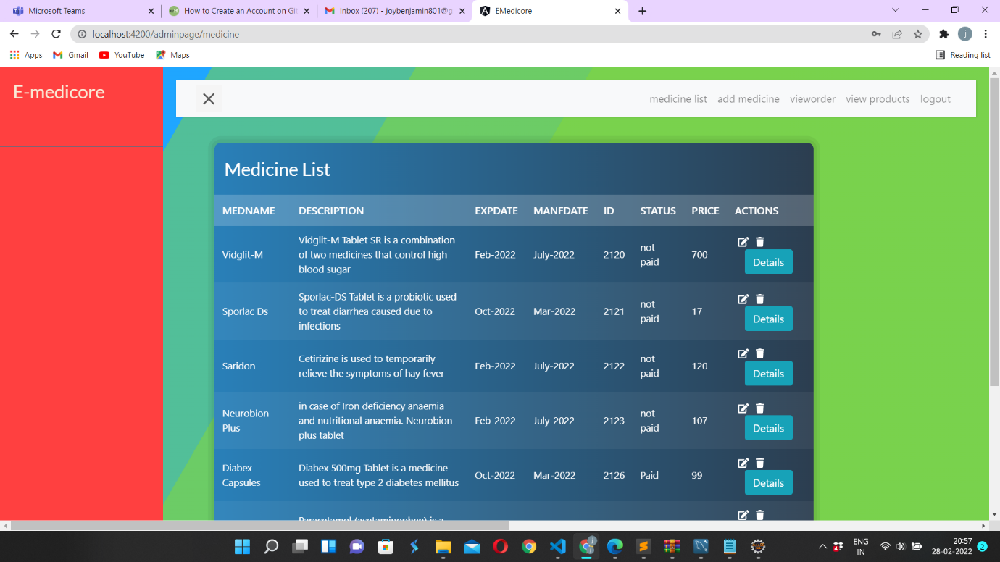 Microsoft Teams
How to Create an Account on Git
Inbox (207) - joybenjamin801@g
EMedicore
localhost:4200/adminpage/medicine
j
Apps
Gmail
YouTube
Maps
Reading list
E-medicore
medicine list add medicine vieworder view products logout
Medicine List
MEDNAME DESCRIPTION EXPDATE MANFDATE ID STATUS PRICE ACTIONS
Vidglit-M
Vidglit-M Tablet SR is a combination
of two medicines that control high
blood sugar
Feb-2022
July-2022
2120
not
paid
700
Details
Sporlac Ds
Sporlac-DS Tablet is a probiotic used
to treat diarrhea caused due to
infections
Oct-2022
Mar-2022
2121
not
paid
17
Details
Saridon
Cetirizine is used to temporarily
relieve the symptoms of hay fever
Feb-2022
July-2022
2122
not
paid
120
Details
Neurobion
Plus
in case of Iron deficiency anaemia
and nutritional anaemia. Neurobion
plus tablet
Feb-2022
July-2022
2123
not
paid
107
Details
Diabex
Capsules
Diabex 500mg Tablet is a medicine
used to treat type 2 diabetes mellitus
Oct-2022
Mar-2022
2126
Paid
99
Details
Paracetamol (acetaminophen) is a
ENG
IN
20:57
28-02-2022
2